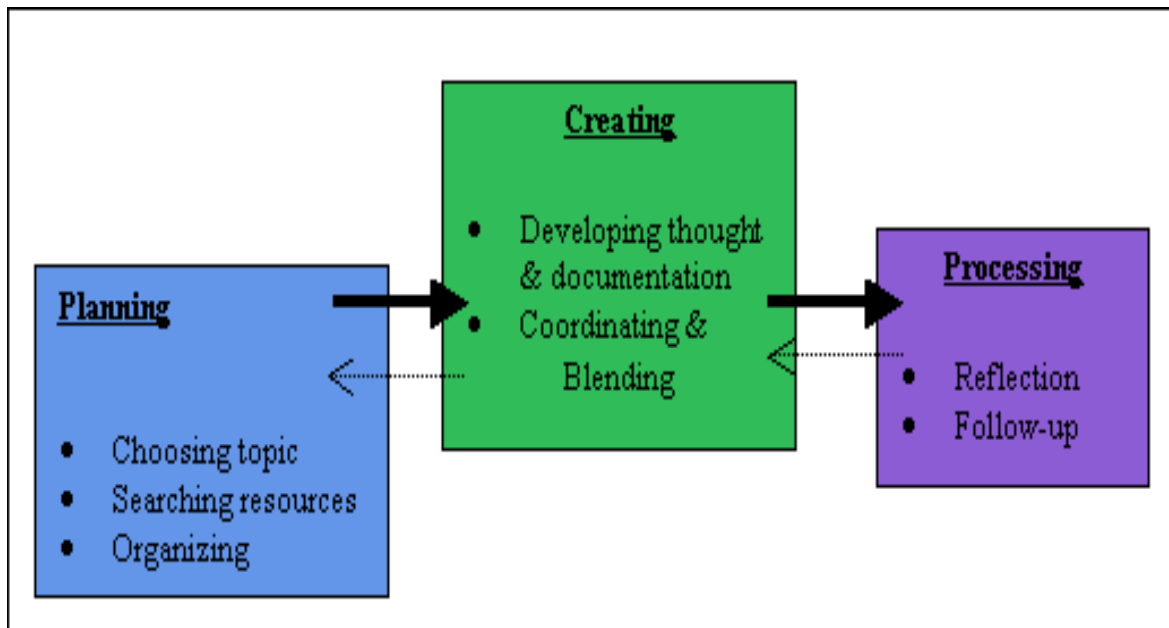 Planning
• Choosing topic
• Searching resources
• Organizing
Creating
• Developing thought
& documentation
• Coordinating &
Blending
Processing
• Reflection
• Follow-up